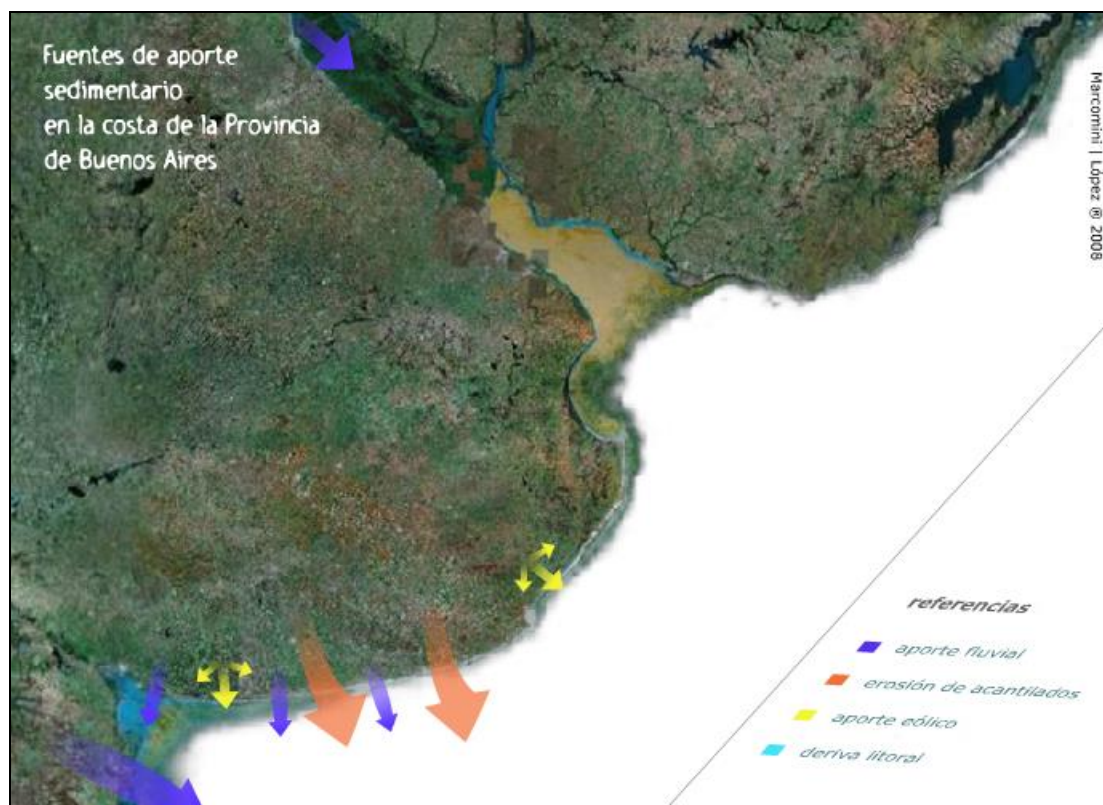 Fuentes de aporte
sedimentario
en la costa de la Provincia
de Buenos Aires
Marcomini | López ® 2008
referencias
aporte fluvial
erosión de acantilados
aporte eólico
deriva litoral